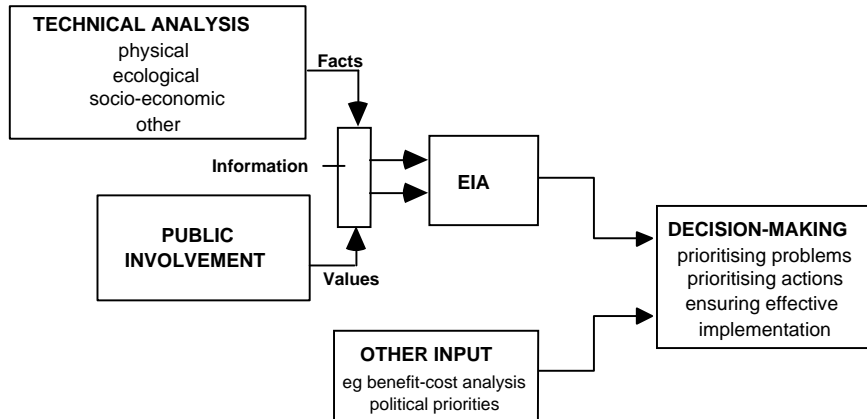 TECHNICAL ANALYSIS
physical
ecological
socio-economic
other
Facts
Information
EIA
PUBLIC
INVOLVEMENT
Values
DECISION-MAKING
prioritising problems
prioritising actions
ensuring effective
implementation
OTHER INPUT
eg benefit-cost analysis
political priorities